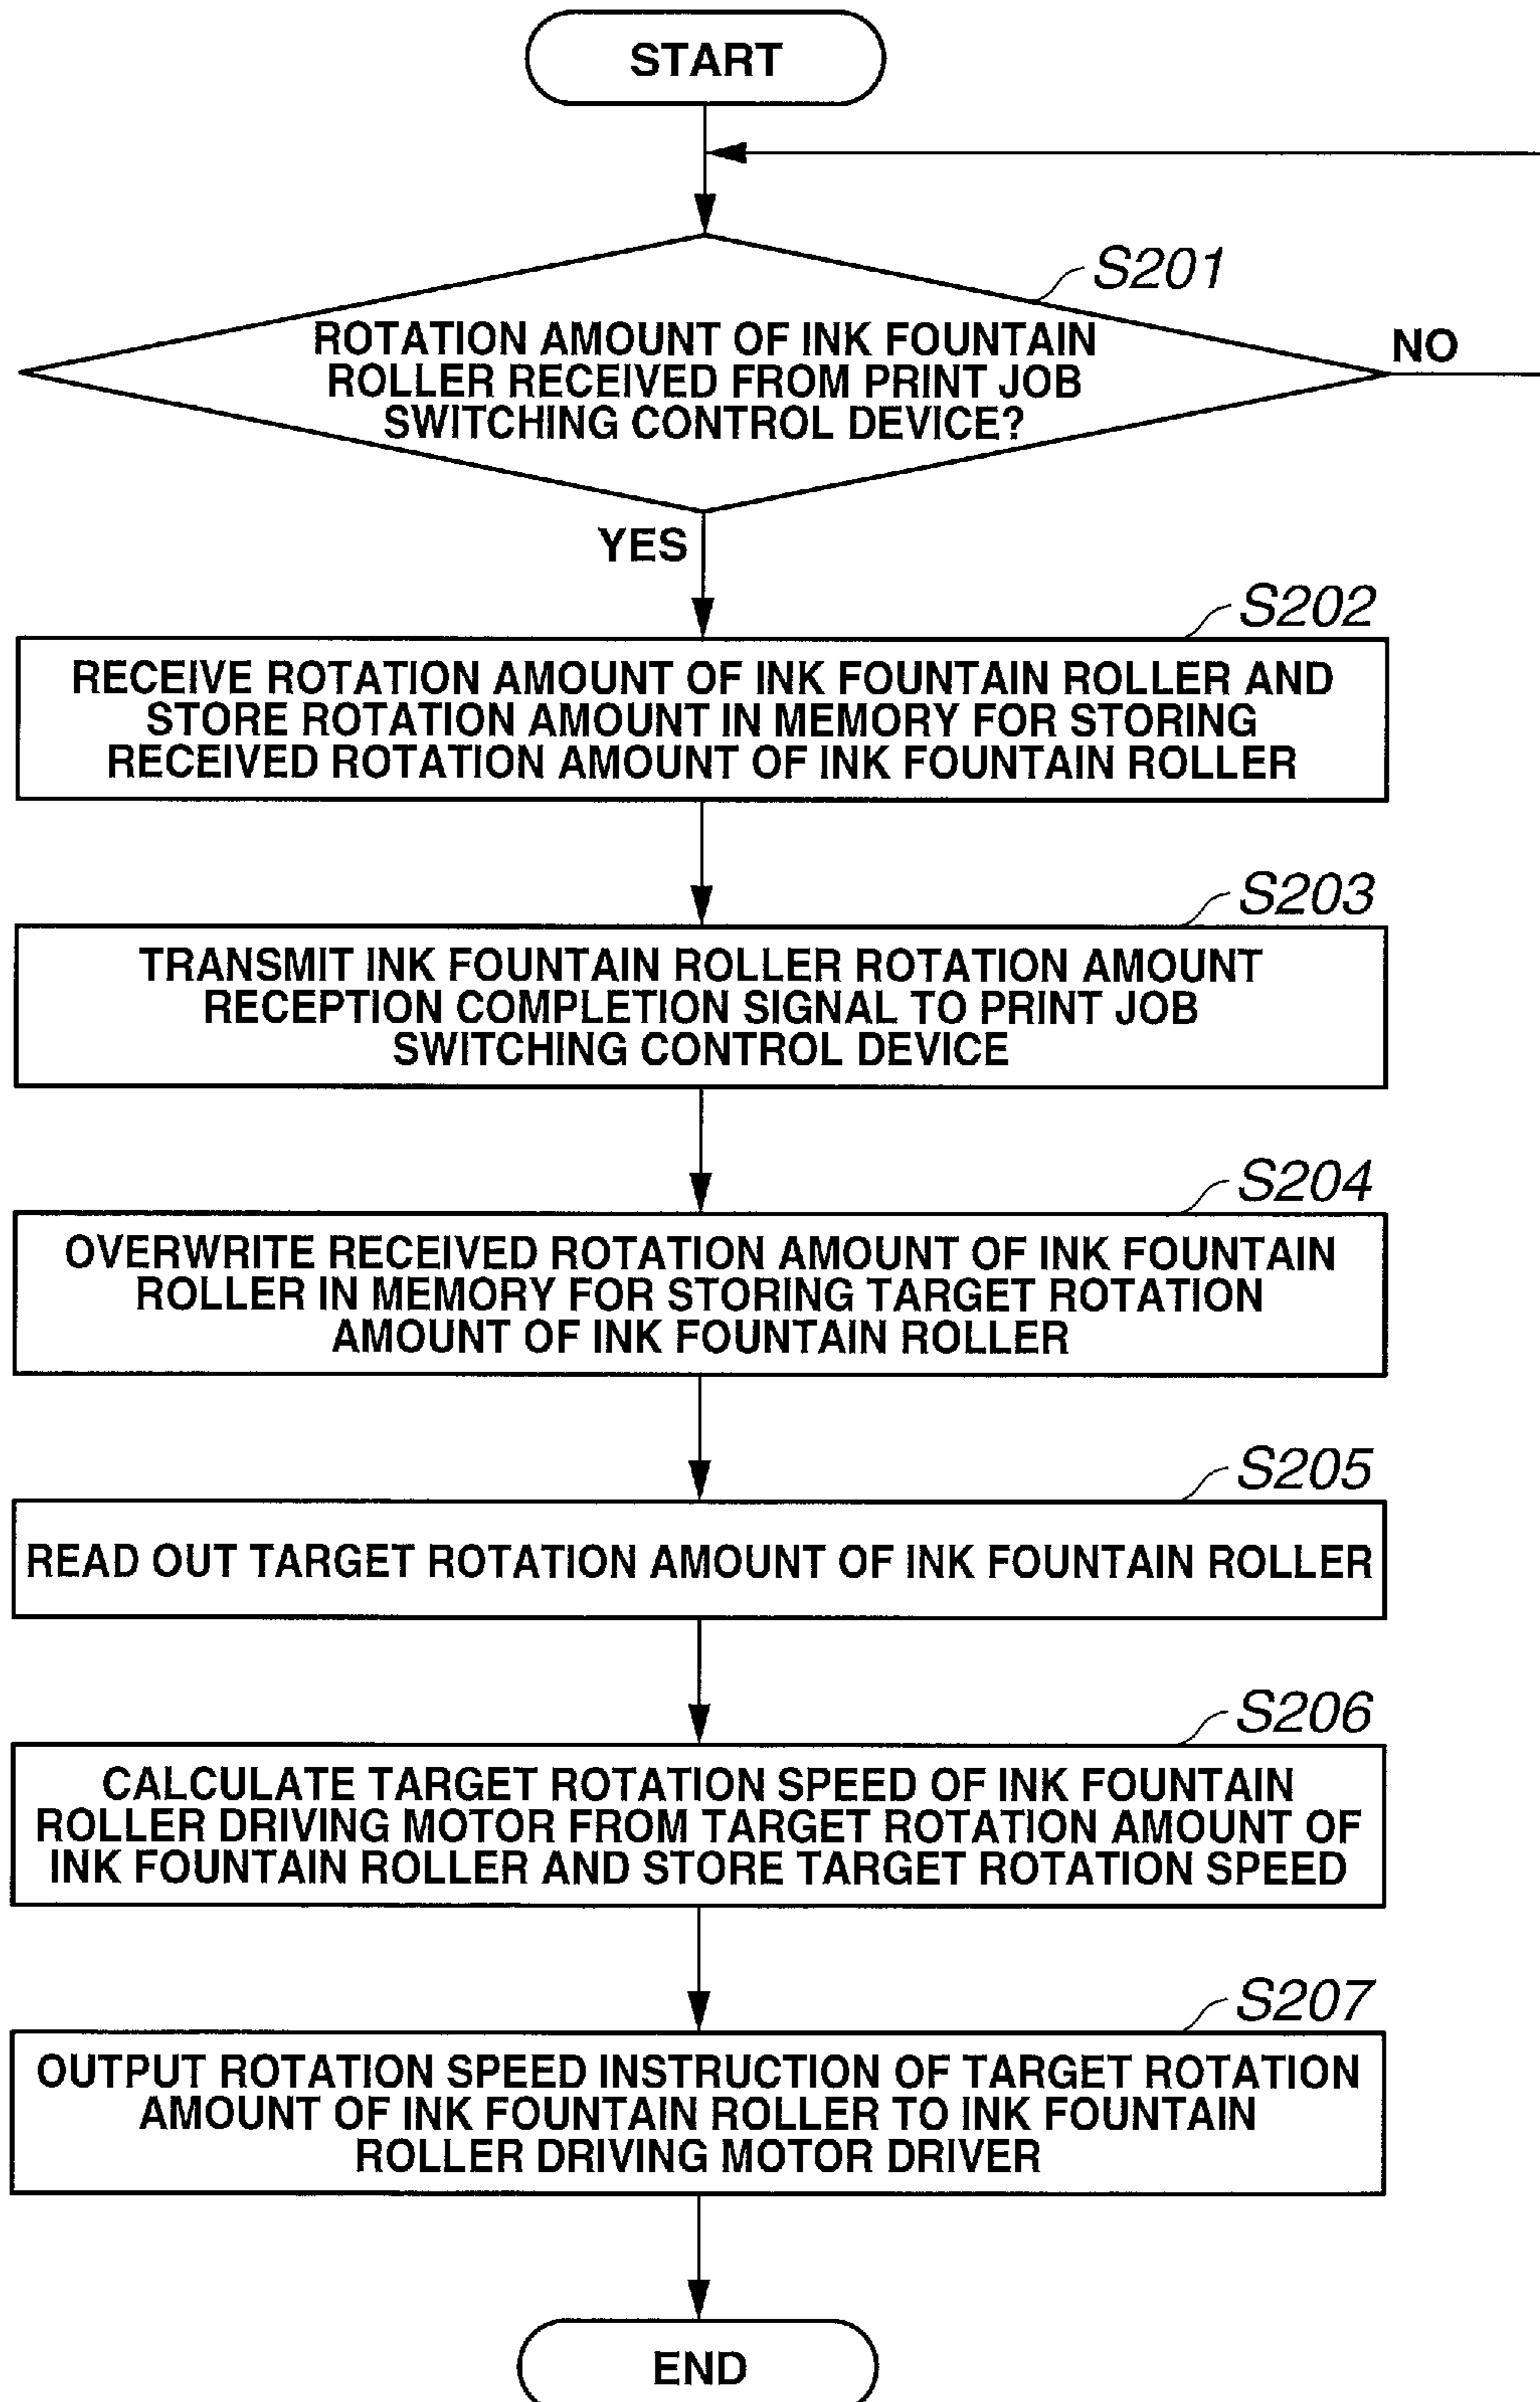 START
S201
ROTATION AMOUNT OF INK FOUNTAIN
ROLLER RECEIVED FROM PRINT JOB
SWITCHING CONTROL DEVICE?
NO
YES
S202
RECEIVE ROTATION AMOUNT OF INK FOUNTAIN ROLLER AND
STORE ROTATION AMOUNT IN MEMORY FOR STORING
RECEIVED ROTATION AMOUNT OF INK FOUNTAIN ROLLER
S203
TRANSMIT INK FOUNTAIN ROLLER ROTATION AMOUNT
RECEPTION COMPLETION SIGNAL TO PRINT JOB
SWITCHING CONTROL DEVICE
S204
OVERWRITE RECEIVED ROTATION AMOUNT OF INK FOUNTAIN
ROLLER IN MEMORY FOR STORING TARGET ROTATION
AMOUNT OF INK FOUNTAIN ROLLER
S205
READ OUT TARGET ROTATION AMOUNT OF INK FOUNTAIN ROLLER
S206
CALCULATE TARGET ROTATION SPEED OF INK FOUNTAIN
ROLLER DRIVING MOTOR FROM TARGET ROTATION AMOUNT OF
INK FOUNTAIN ROLLER AND STORE TARGET ROTATION SPEED
S207
OUTPUT ROTATION SPEED INSTRUCTION OF TARGET ROTATION
AMOUNT OF INK FOUNTAIN ROLLER TO INK FOUNTAIN
ROLLER DRIVING MOTOR DRIVER
END